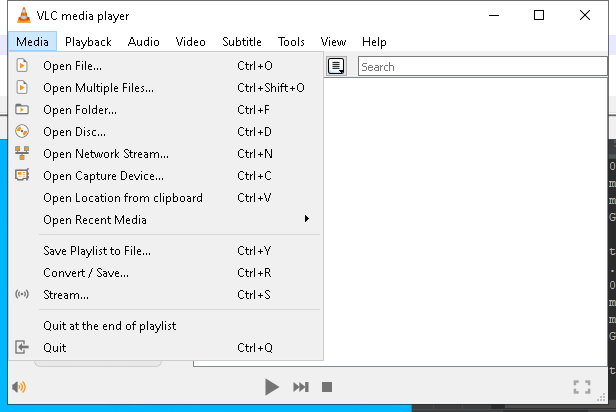 VLC media player
Media Playback Audio Video Subtitle Tools View Help
Open File... Ctrl+O
Open Multiple Files... Ctrl+Shift+O
Open Folder... Ctrl+F
Open Disc... Ctrl+D
Open Network Stream... Ctrl+N
Open Capture Device... Ctrl+C
Open Location from clipboard Ctrl+V
Open Recent Media
Save Playlist to File... Ctrl+Y
Convert / Save... Ctrl+R
Stream... Ctrl+S
Quit at the end of playlist
Quit Ctrl+Q
Search